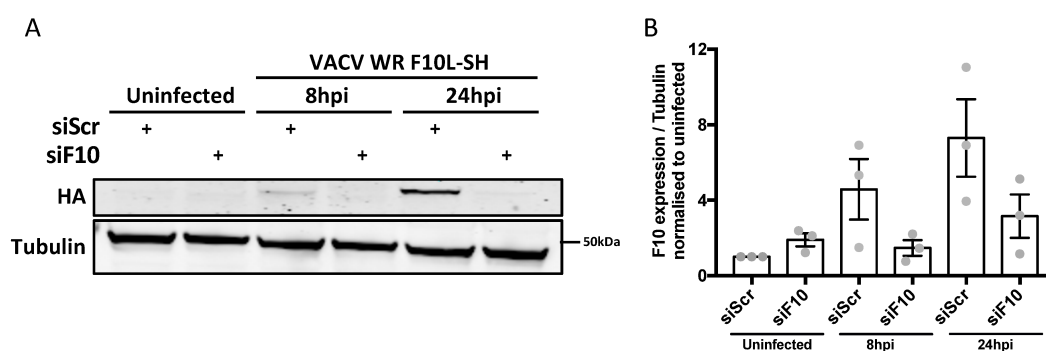 A
VACV WR F10L-SH
Uninfected 8hpi 24hpi
siScr + + +
siF10 + + +
HA
Tubulin
50kDa
B
F10 expression / Tubulin
normalised to uninfected
12
8
4
0
siScr siF10 siScr siF10 siScr siF10
Uninfected 8hpi 24hpi